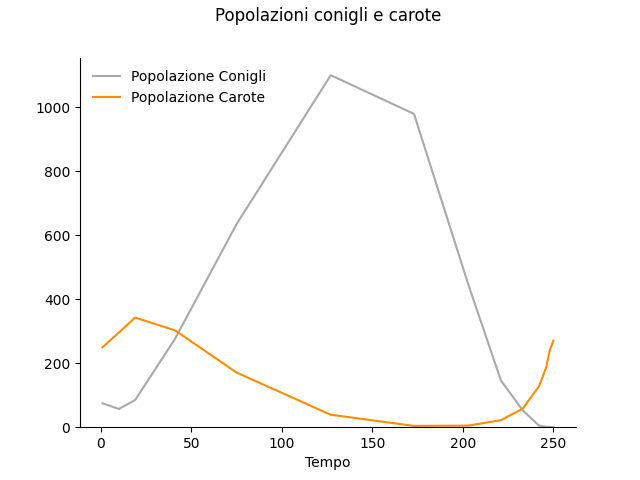 Popolazioni conigli e carote
Popolazione Conigli
Popolazione Carote
1000
800
600
400
200
0
0 50 100 150 200 250
Tempo